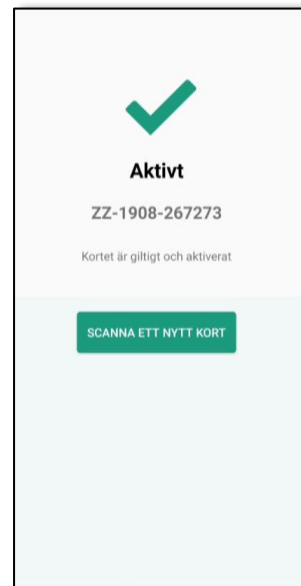 Aktivt
ZZ-1908-267273
Kortet är giltigt och aktiverat
SCANNA ETT NYTT KORT